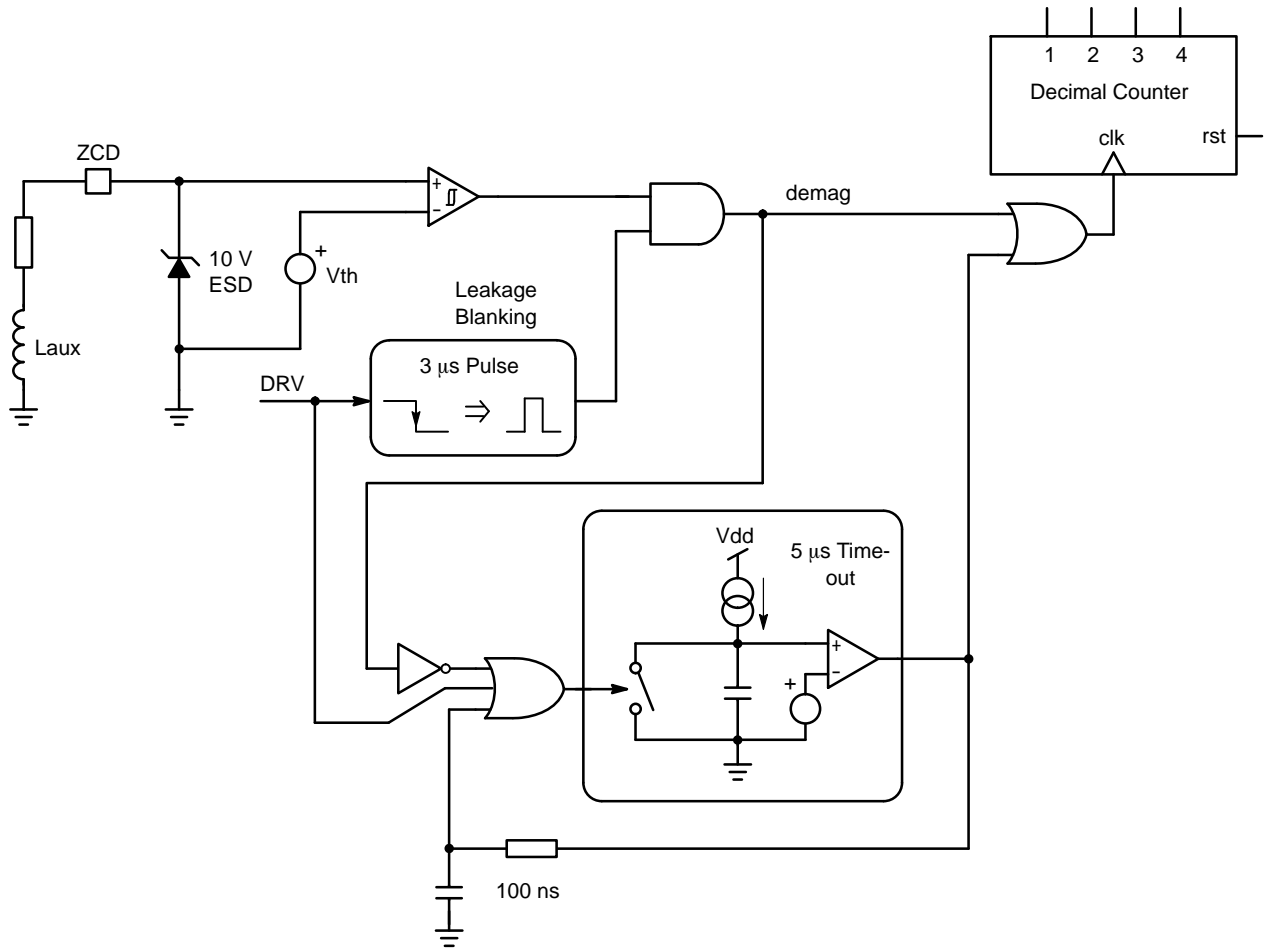 1 2 3 4
Decimal Counter
clk
rst
ZCD
demag
10 V
ESD
Vth
Laux
Leakage
Blanking
3 μs Pulse
DRV
Vdd
5 μs Time-
out
100 ns